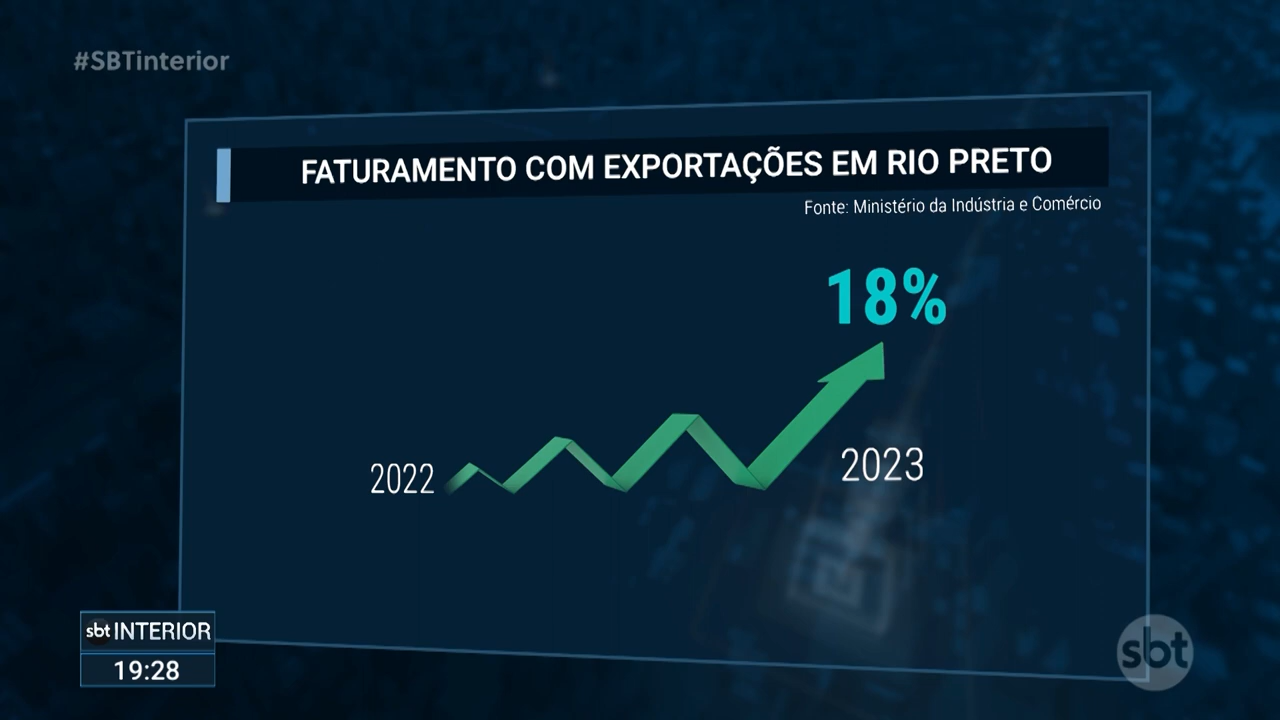 #SBTinterior
FATURAMENTO COM EXPORTAÇÕES EM RIO PRETO
Fonte: Ministério da Indústria e Comércio
18%
2022
2023
sbt INTERIOR
19:28
sbt